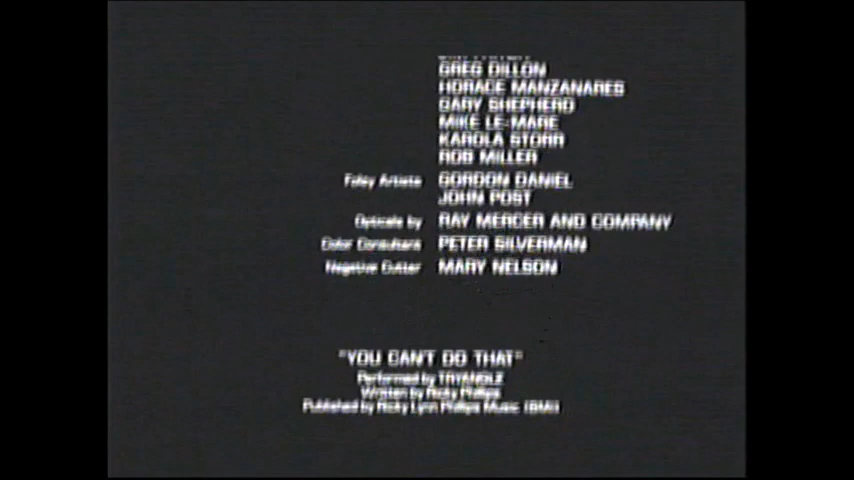 GREG DILLON
HORACE MANZANARES
GARY SHEPHERD
MIKE LE-MARE
KAROLA STORR
ROB MILLER
Foley Artists GORDON DANIEL
JOHN POST
Opticals by RAY MERCER AND COMPANY
Color Consultant PETER SILVERMAN
Negative Cutter MARY NELSON
"YOU CAN'T DO THAT"
Performed by
Written by Ricky Phillips
Published by Ricky Lynn Phillips Music (BMI)